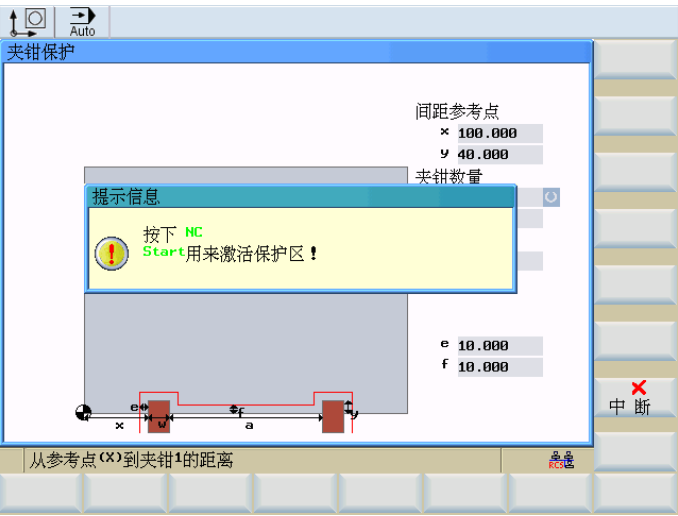 Auto
夹钳保护
间距参考点
x 100.000
y 40.000
夹钳数量
提示信息
按下 NC
Start用来激活保护区！
e 10.000
f 10.000
中断
e
f
y
x
w
a
从参考点(X)到夹钳1的距离
RCS